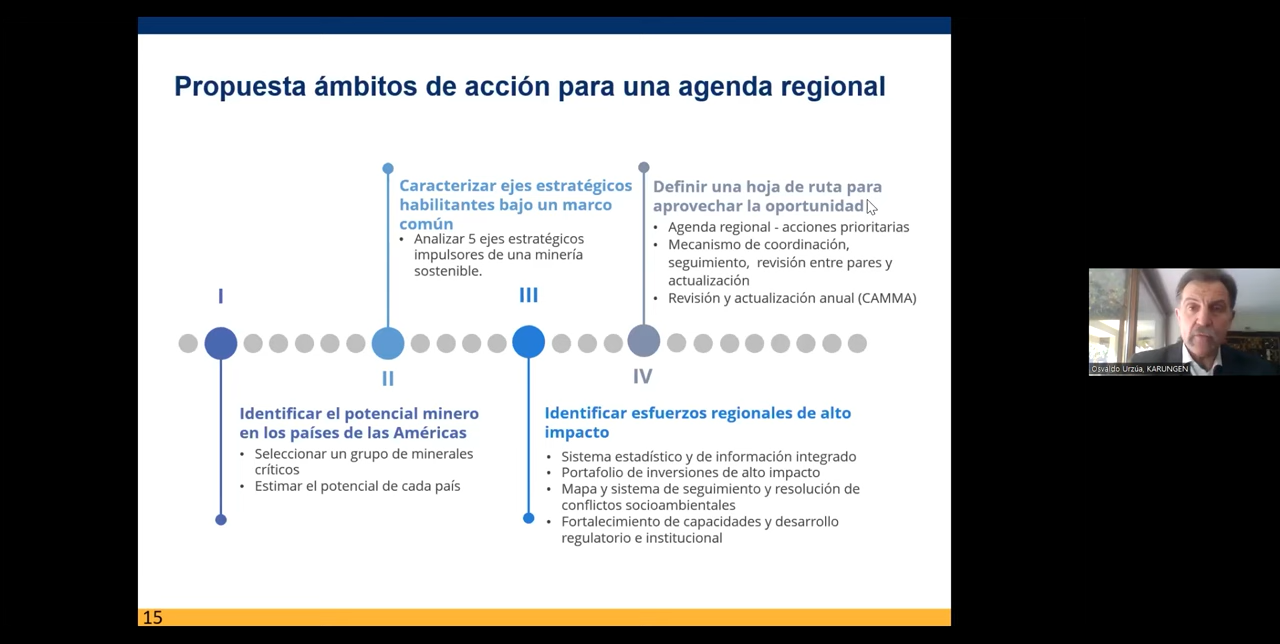 Propuesta ámbitos de acción para una agenda regional
I
Identificar el potencial minero
en los países de las Américas
• Seleccionar un grupo de minerales
críticos
• Estimar el potencial de cada país
Caracterizar ejes estratégicos
habilitantes bajo un marco
común
• Analizar 5 ejes estratégicos
impulsores de una minería
sostenible.
II
III
Identificar esfuerzos regionales de alto
impacto
• Sistema estadístico y de información integrado
• Portafolio de inversiones de alto impacto
• Mapa y sistema de seguimiento y resolución de
conflictos socioambientales
• Fortalecimiento de capacidades y desarrollo
regulatorio e institucional
Definir una hoja de ruta para
aprovechar la oportunidad
• Agenda regional - acciones prioritarias
• Mecanismo de coordinación,
seguimiento, revisión entre pares y
actualización
• Revisión y actualización anual (CAMMA)
IV
15
Osvaldo Urzúa, KARUNGEN